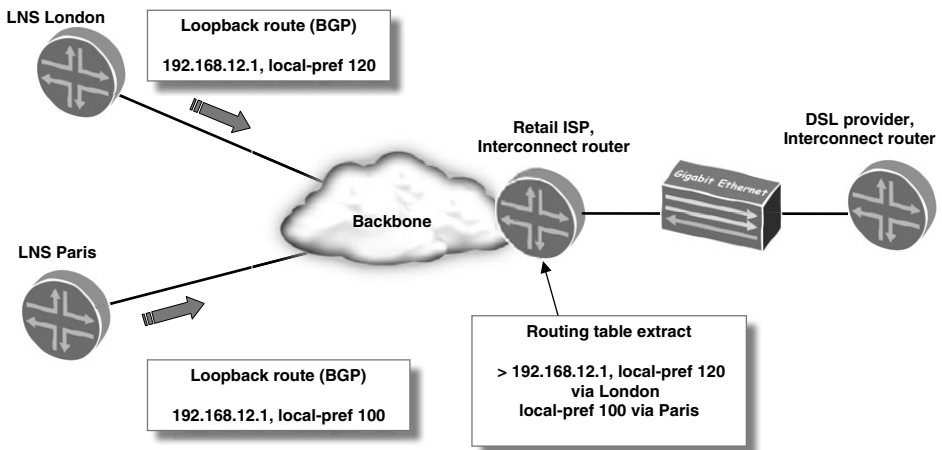 LNS London
Loopback route (BGP)
192.168.12.1, local-pref 120
Retail ISP,
Interconnect router
DSL provider,
Interconnect router
Gigabit Ethernet
Backbone
LNS Paris
Loopback route (BGP)
192.168.12.1, local-pref 100
Routing table extract
> 192.168.12.1, local-pref 120
via London
local-pref 100 via Paris